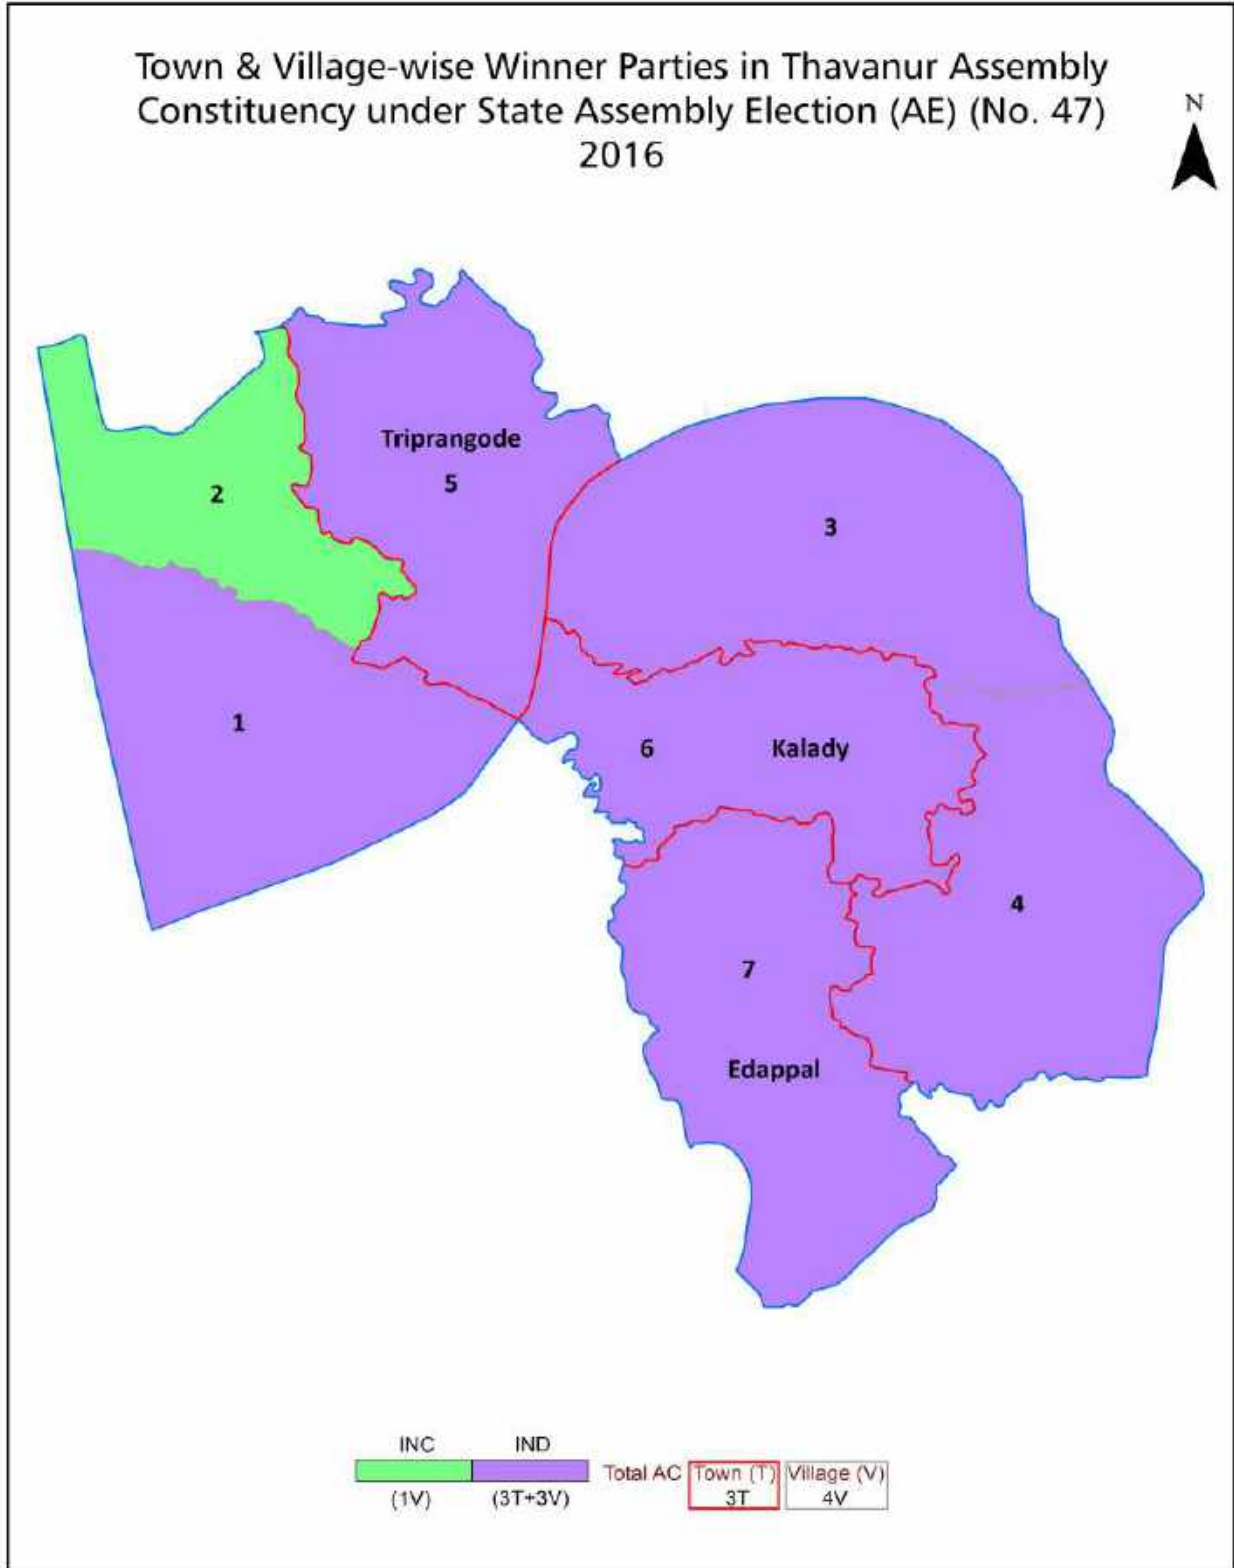 Town & Village-wise Winner Parties in Thavanur Assembly
Constituency under State Assembly Election (AE) (No. 47)
2016
N
Triprangode
5
2
3
1
6 Kalady
4
7
Edappal
INC IND
Total AC Town (T) Village (V)
(1V) (3T+3V) 3T 4V